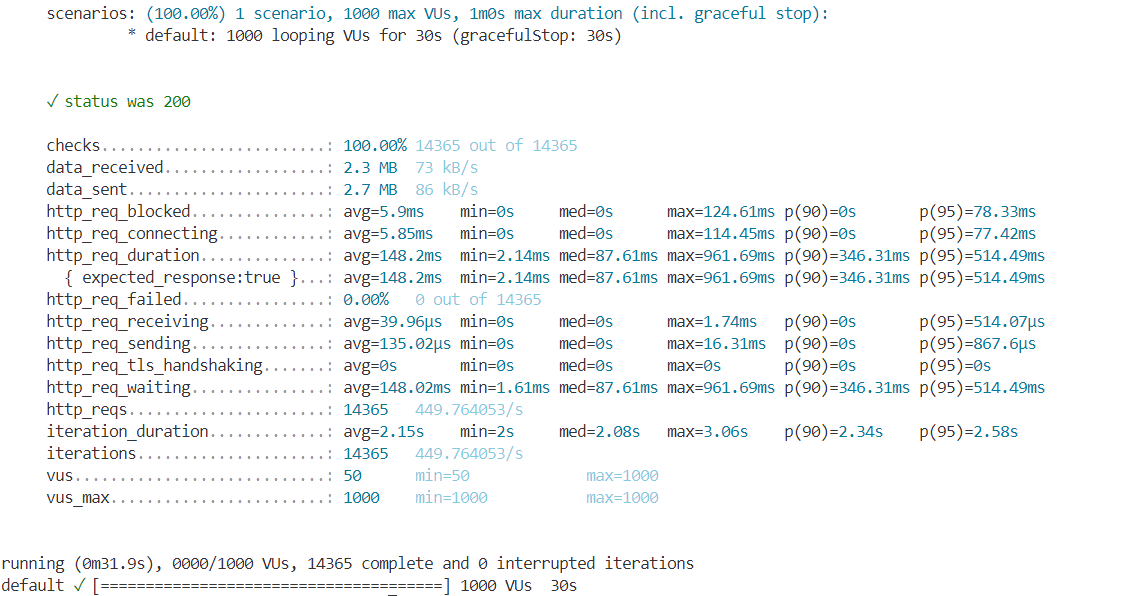 scenarios: (100.00%) 1 scenario, 1000 max VUs, 1m0s max duration (incl. graceful stop):
* default: 1000 looping VUs for 30s (gracefulStop: 30s)
✓ status was 200
checks.........................: 100.00% 14365 out of 14365
data_received..................: 2.3 MB 73 kB/s
data_sent......................: 2.7 MB 86 kB/s
http_req_blocked...............: avg=5.9ms min=0s med=0s max=124.61ms p(90)=0s p(95)=78.33ms
http_req_connecting............: avg=5.85ms min=0s med=0s max=114.45ms p(90)=0s p(95)=77.42ms
http_req_duration..............: avg=148.2ms min=2.14ms med=87.61ms max=961.69ms p(90)=346.31ms p(95)=514.49ms
{ expected_response:true }...: avg=148.2ms min=2.14ms med=87.61ms max=961.69ms p(90)=346.31ms p(95)=514.49ms
http_req_failed................: 0.00% 0 out of 14365
http_req_receiving.............: avg=39.96µs min=0s med=0s max=1.74ms p(90)=0s p(95)=514.07µs
http_req_sending...............: avg=135.02µs min=0s med=0s max=16.31ms p(90)=0s p(95)=867.6µs
http_req_tls_handshaking.......: avg=0s min=0s med=0s max=0s p(90)=0s p(95)=0s
http_req_waiting...............: avg=148.02ms min=1.61ms med=87.61ms max=961.69ms p(90)=346.31ms p(95)=514.49ms
http_reqs......................: 14365 449.764053/s
iteration_duration.............: avg=2.15s min=2s med=2.08s max=3.06s p(90)=2.34s p(95)=2.58s
iterations.....................: 14365 449.764053/s
vus............................: 50 min=50 max=1000
vus_max........................: 1000 min=1000 max=1000
running (0m31.9s), 0000/1000 VUs, 14365 complete and 0 interrupted iterations
default ✓ [======================================] 1000 VUs 30s